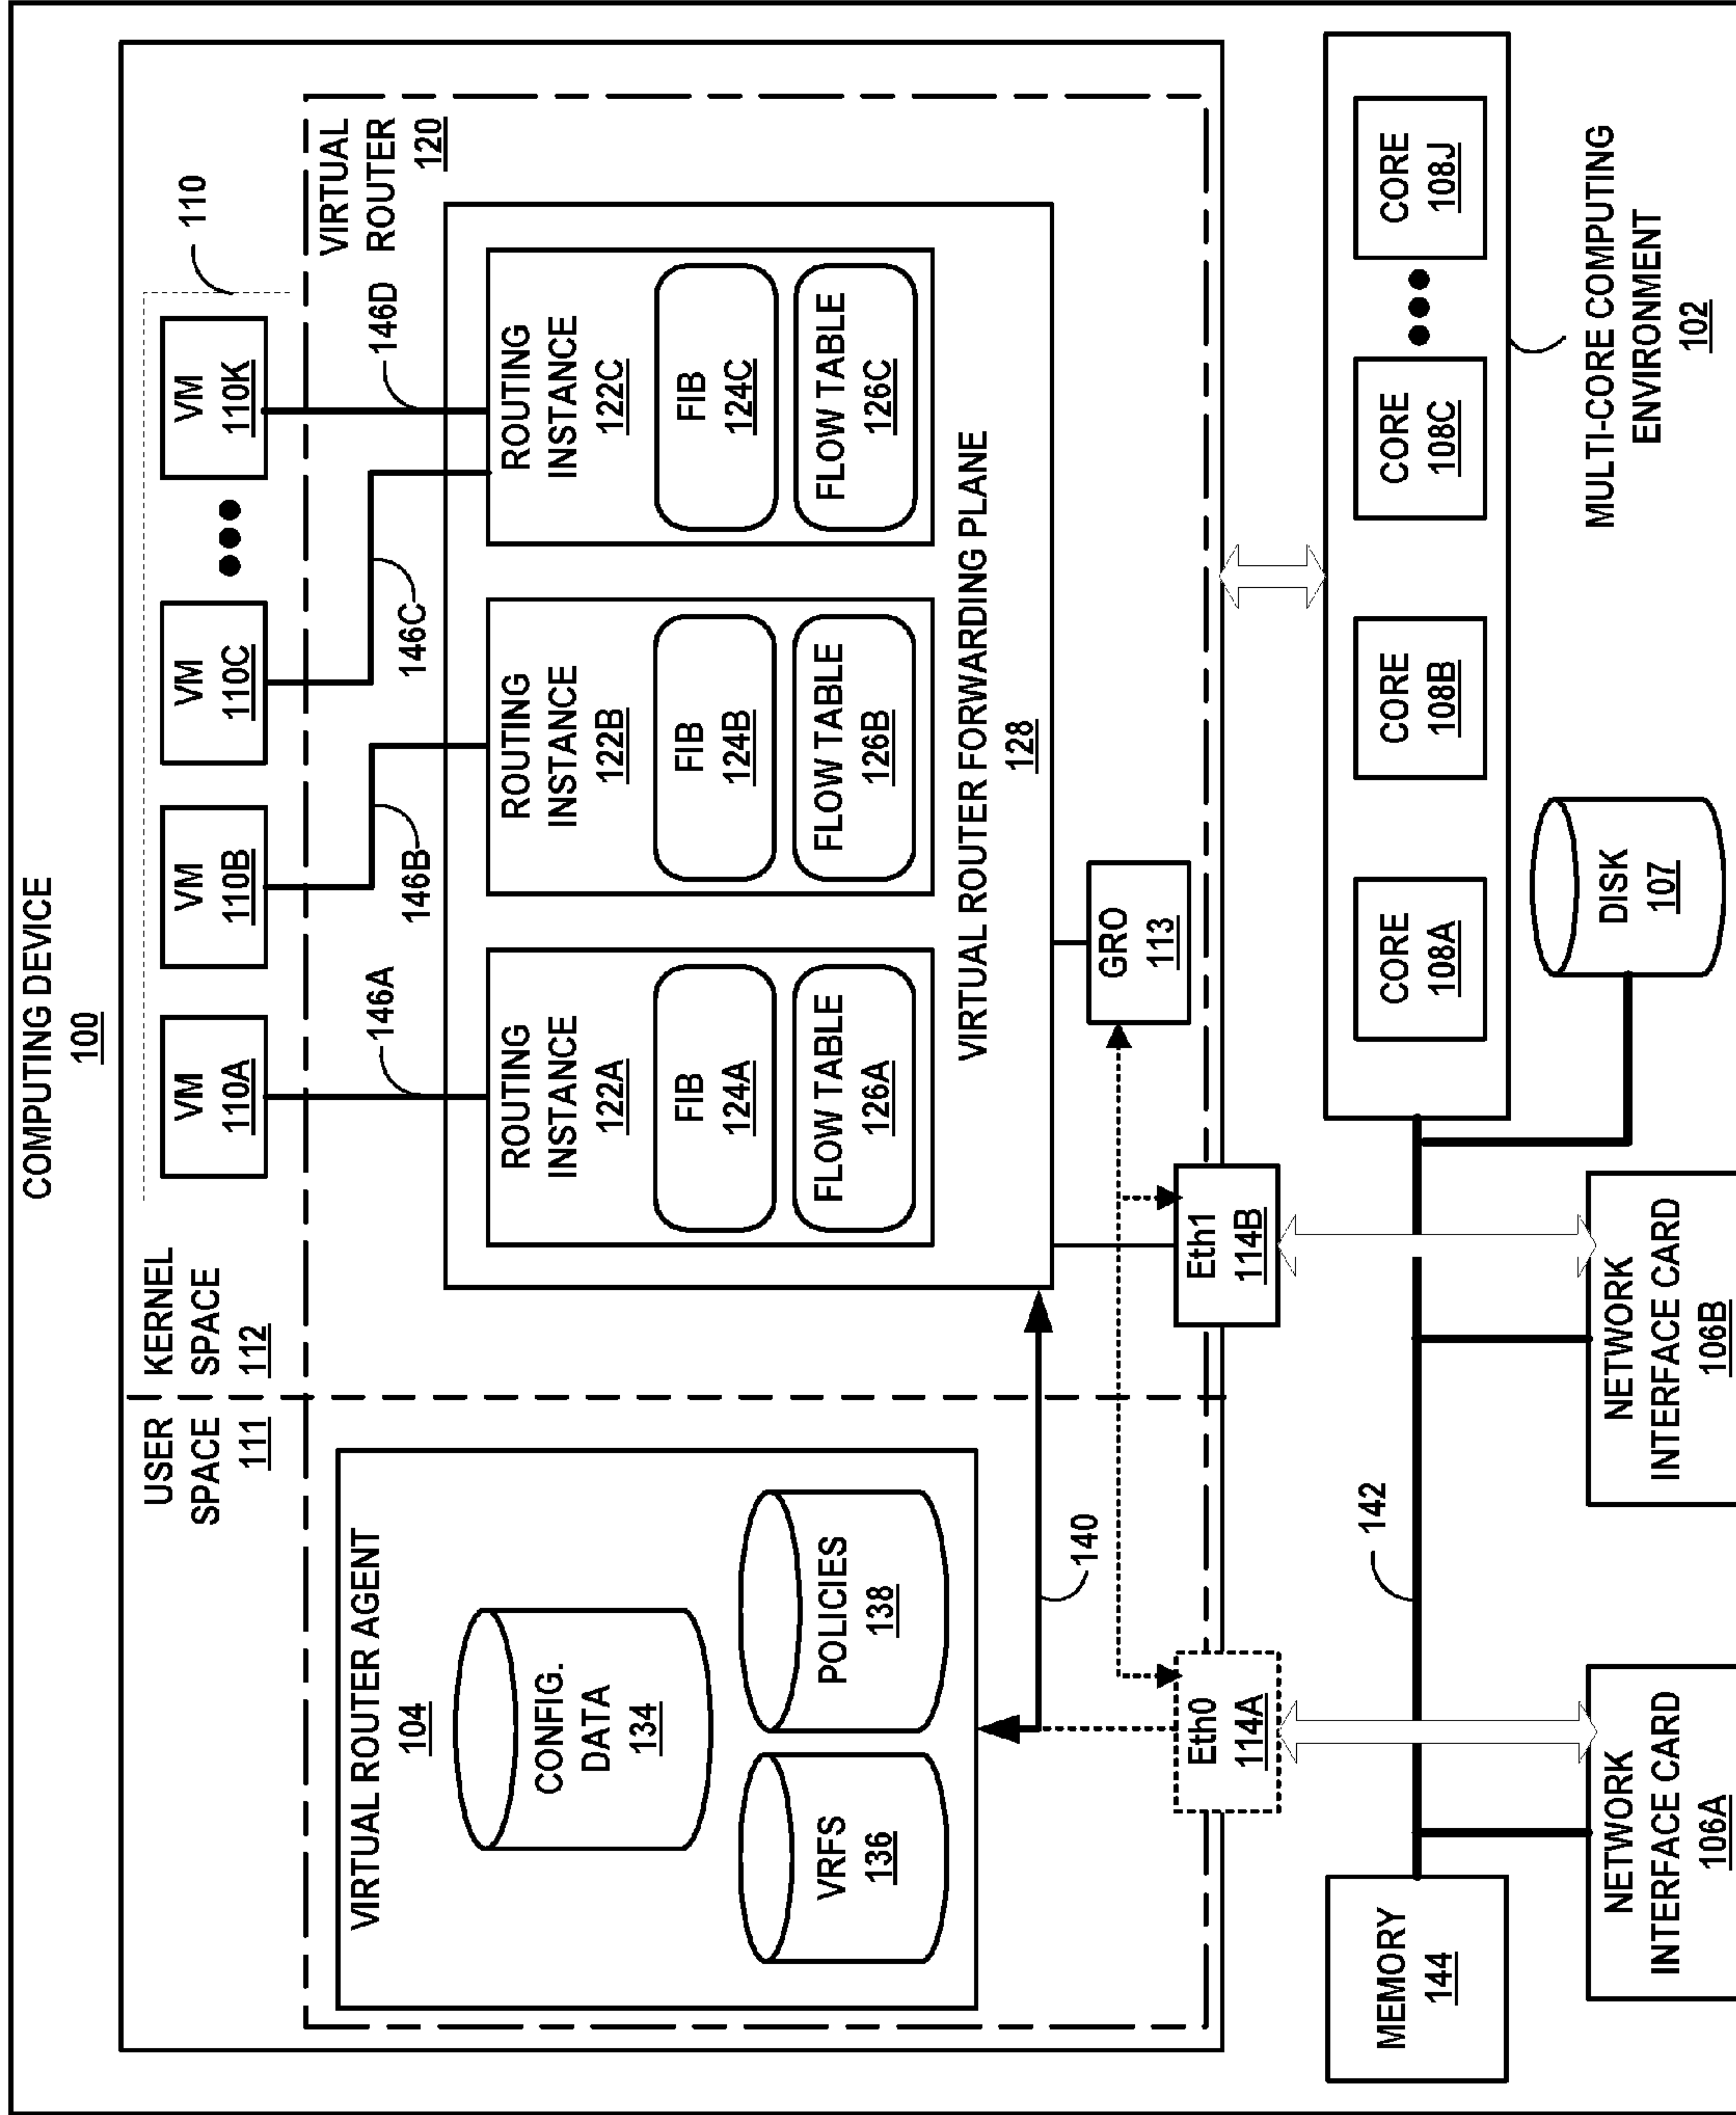 COMPUTING DEVICE
100
USER
SPACE
111
KERNEL
SPACE
112
VM
110A
VM
110B
VM
110C
VM
110K
110
VIRTUAL
ROUTER
120
146A
146B
146C
146D
VIRTUAL ROUTER AGENT
104
CONFIG.
DATA
134
VRFS
136
POLICIES
138
ROUTING
INSTANCE
122A
FIB
124A
FLOW TABLE
126A
ROUTING
INSTANCE
122B
FIB
124B
FLOW TABLE
126B
ROUTING
INSTANCE
122C
FIB
124C
FLOW TABLE
126C
VIRTUAL ROUTER FORWARDING PLANE
128
140
GRO
113
Eth0
114A
Eth1
114B
MEMORY
144
142
CORE
108A
CORE
108B
CORE
108C
CORE
108J
NETWORK
INTERFACE CARD
106A
NETWORK
INTERFACE CARD
106B
DISK
107
MULTI-CORE COMPUTING
ENVIRONMENT
102